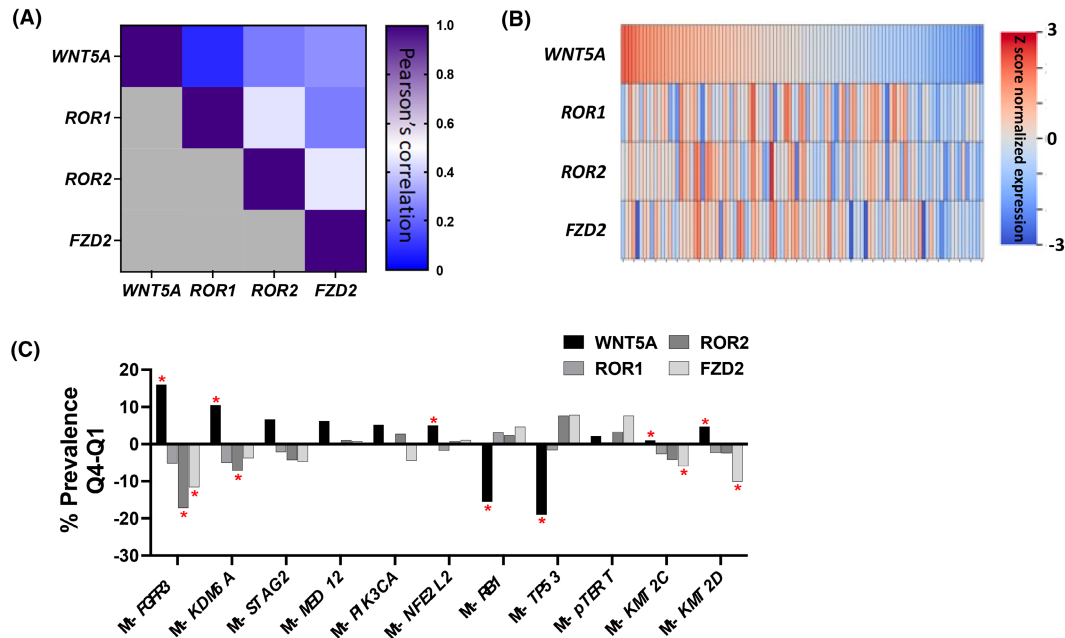 (A)
WNT5A
ROR1
ROR2
FZD2
WNT5A ROR1 ROR2 FZD2
1.0
0.8
0.6
0.4
0.2
0
Pearson's correlation
(B)
WNT5A
ROR1
ROR2
FZD2
3
0
-3
Z score normalized expression
(C)
WNT5A ROR2
ROR1 FZD2
% Prevalence
Q4-Q1
20
10
0
-10
-20
-30
* * * * * * * * * * * *
Mt- FGFR3
Mt- KDM6 A
Mt- ST AG2
Mt- MED 12
Mt- PI K3CA
Mt- NFE2 L2
Mt- RB1
Mt- TP5 3
Mt- pTER T
Mt- KMT 2C
Mt- KMT 2D